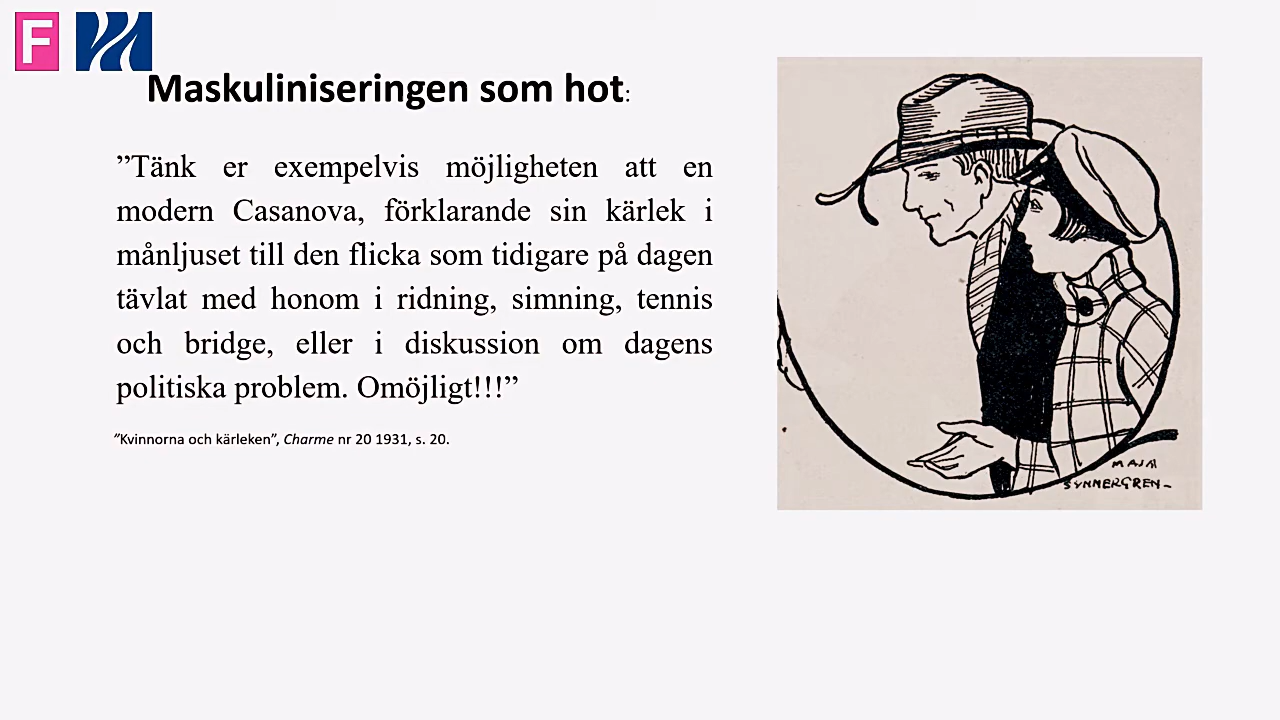 F
Maskuliniseringen som hot:
”Tänk er exempelvis möjligheten att en
modern Casanova, förklarande sin kärlek i
månljuset till den flicka som tidigare på dagen
tävlat med honom i ridning, simning, tennis
och bridge, eller i diskussion om dagens
politiska problem. Omöjligt!!!”
”Kvinnorna och kärleken”, Charme nr 20 1931, s. 20.
MAJA
SYNNERGREN–